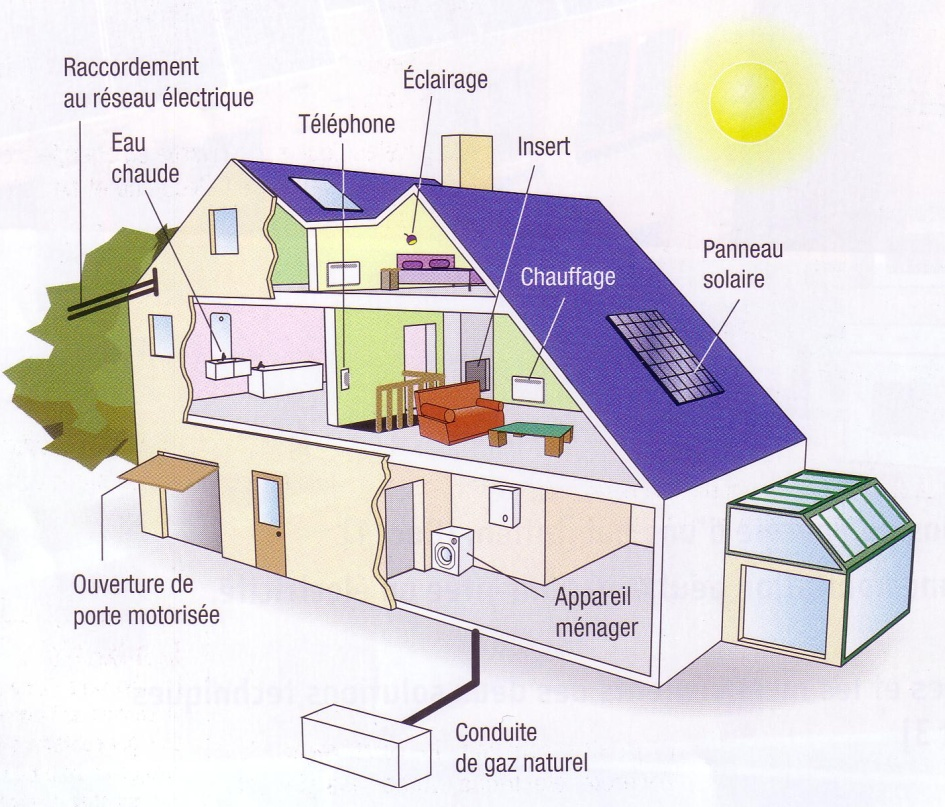 Raccordement
au réseau électrique
Éclairage
Téléphone
Eau
chaude
Insert
Panneau
solaire
Chauffage
Ouverture de
porte motorisée
Appareil
ménager
Conduite
de gaz naturel